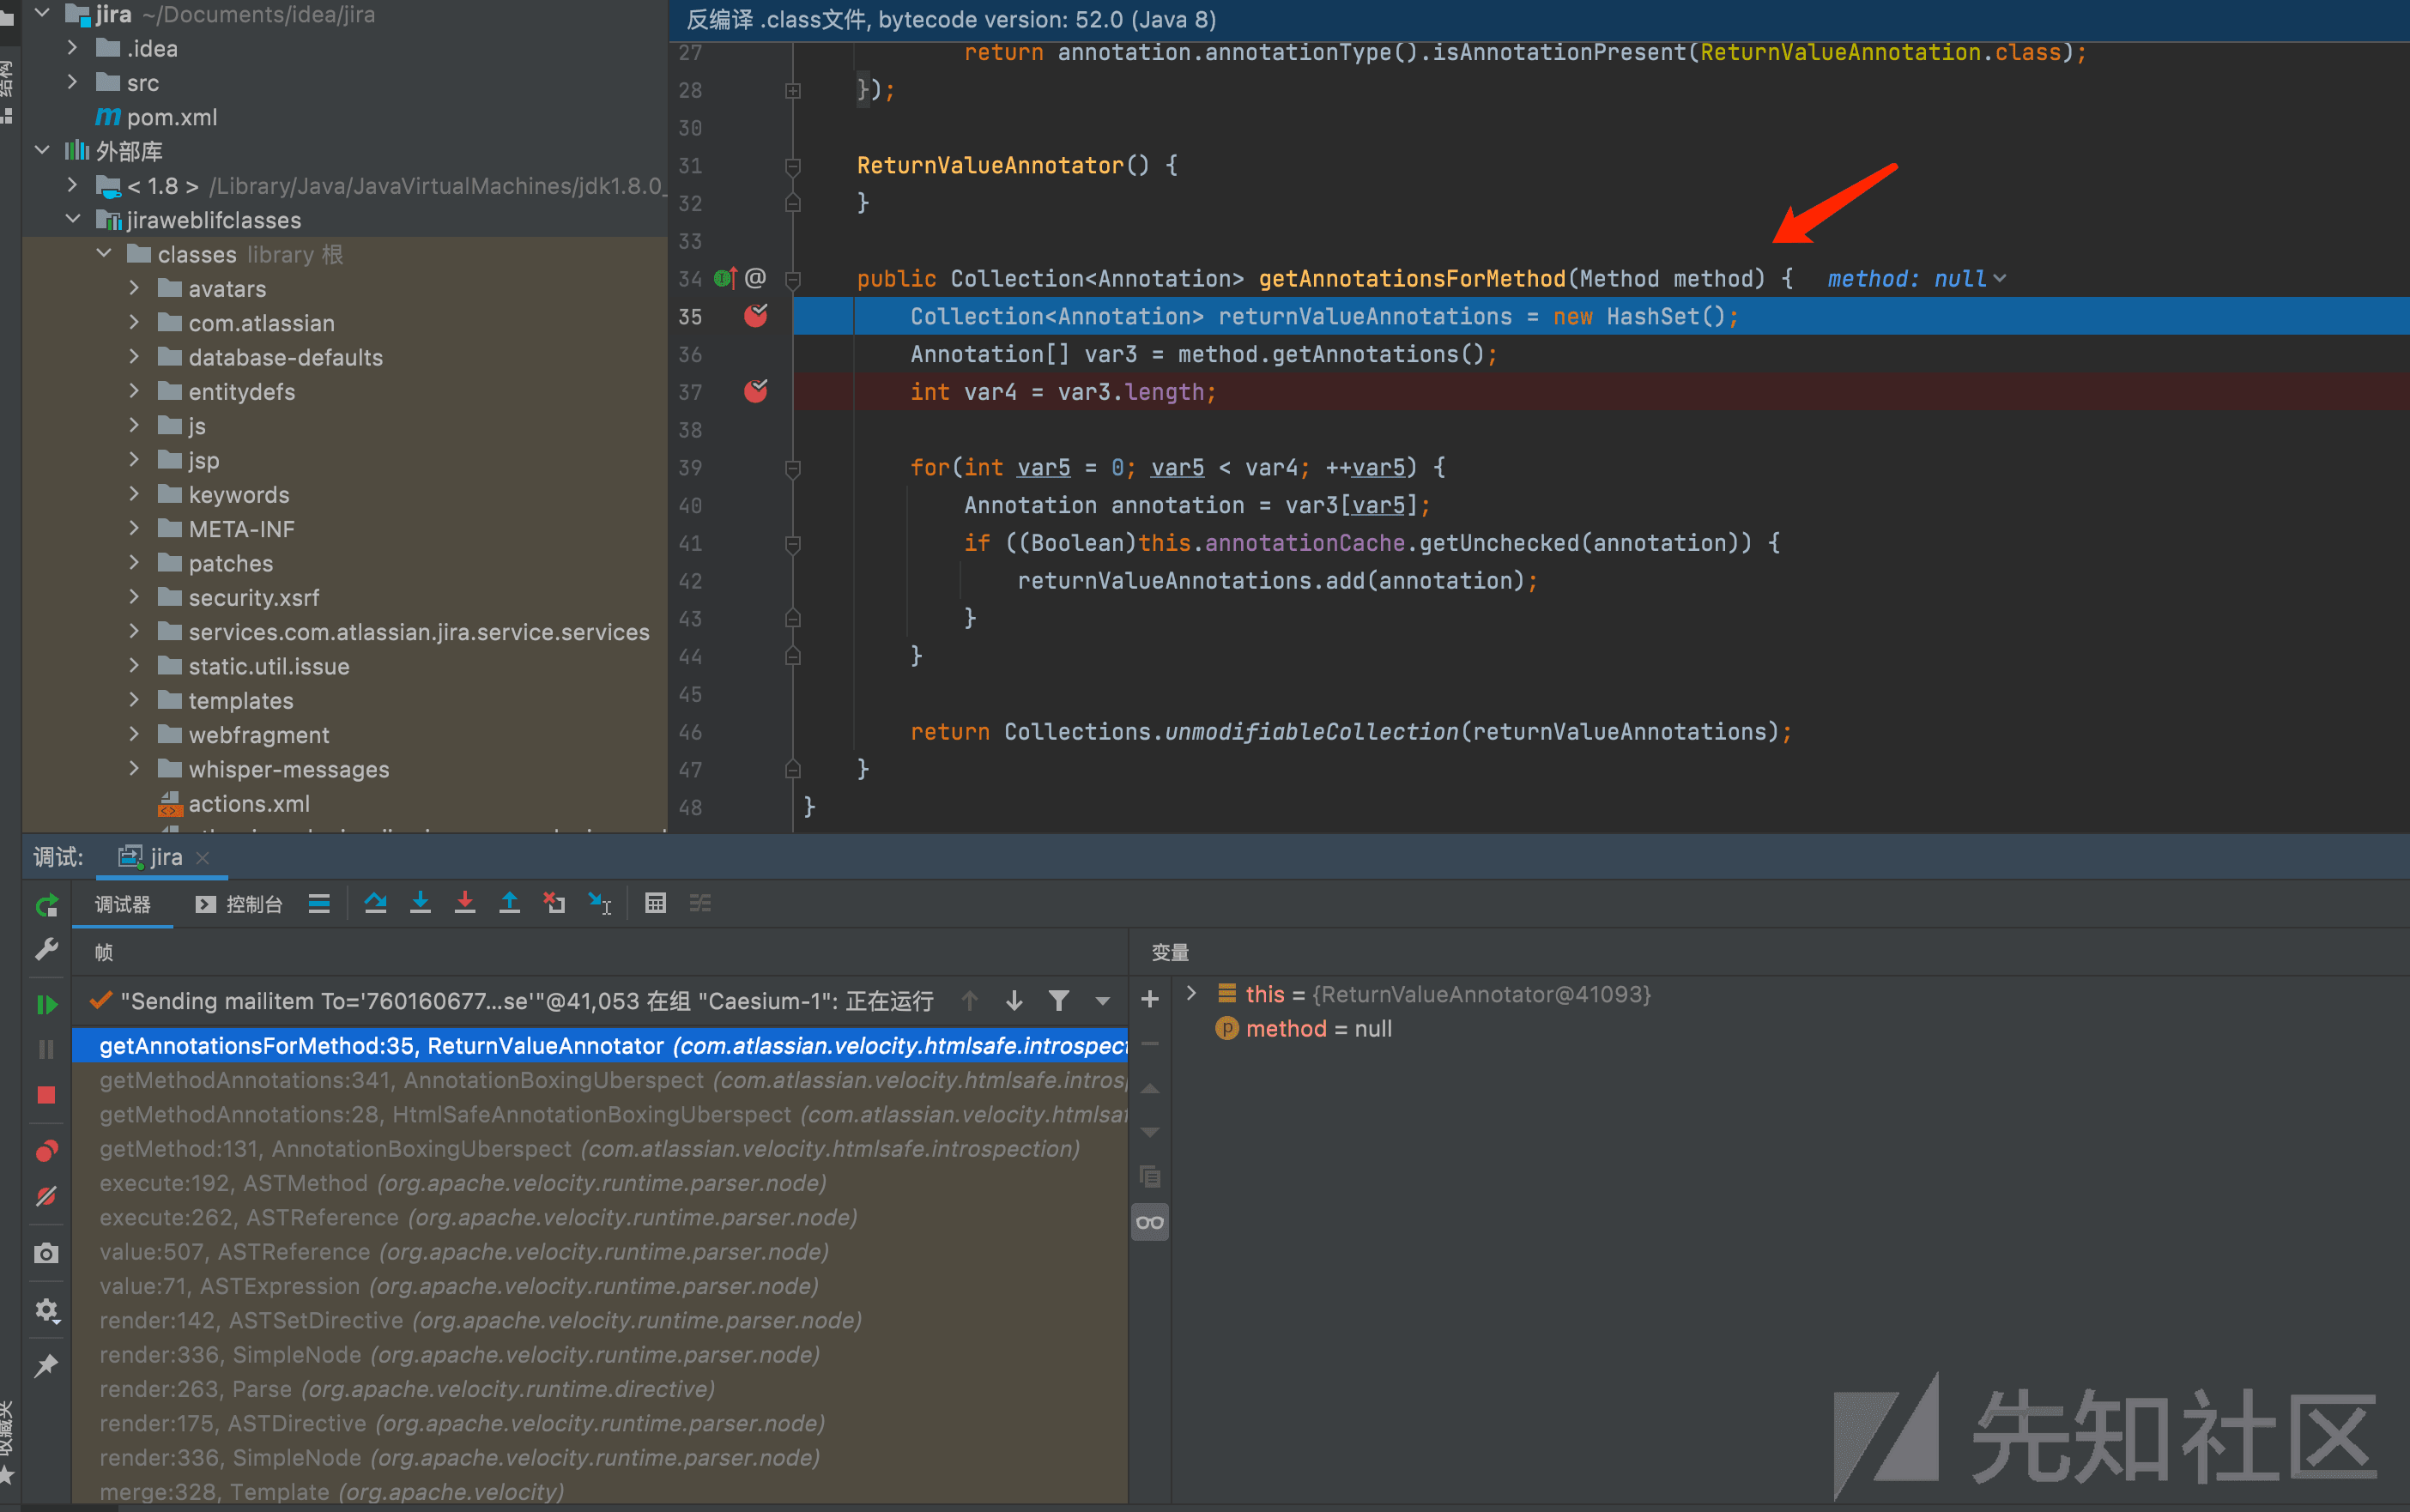 jira ~/Documents/idea/jira
.idea
src
pom.xml
外部库
< 1.8 > /Library/Java/JavaVirtualMachines/jdk1.8.0_
jiraweblifclasses
classes library 根
avatars
com.atlassian
database-defaults
entitydefs
js
jsp
keywords
META-INF
patches
security.xsrf
services.com.atlassian.jira.service.services
static.util.issue
templates
webfragment
whisper-messages
actions.xml
结构
收藏夹
反编译 .class文件, bytecode version: 52.0 (Java 8)
27 return annotation.annotationType().isAnnotationPresent(ReturnValueAnnotation.class);
28 });
30
31 ReturnValueAnnotator() {
32 }
33
34 @ public Collection<Annotation> getAnnotationsForMethod(Method method) { method: null
35 Collection<Annotation> returnValueAnnotations = new HashSet();
36 Annotation[] var3 = method.getAnnotations();
37 int var4 = var3.length;
38
39 for(int var5 = 0; var5 < var4; ++var5) {
40 Annotation annotation = var3[var5];
41 if ((Boolean)this.annotationCache.getUnchecked(annotation)) {
42 returnValueAnnotations.add(annotation);
43 }
44 }
45
46 return Collections.unmodifiableCollection(returnValueAnnotations);
47 }
48 }
调试: jira
调试器 控制台
帧
"Sending mailitem To='760160677...se'"@41,053 在组 "Caesium-1": 正在运行
getAnnotationsForMethod:35, ReturnValueAnnotator (com.atlassian.velocity.htmlsafe.introspect
getMethodAnnotations:341, AnnotationBoxingUberspect (com.atlassian.velocity.htmlsafe.introsp
getMethodAnnotations:28, HtmlSafeAnnotationBoxingUberspect (com.atlassian.velocity.htmlsaf
getMethod:131, AnnotationBoxingUberspect (com.atlassian.velocity.htmlsafe.introspection)
execute:192, ASTMethod (org.apache.velocity.runtime.parser.node)
execute:262, ASTReference (org.apache.velocity.runtime.parser.node)
value:507, ASTReference (org.apache.velocity.runtime.parser.node)
value:71, ASTExpression (org.apache.velocity.runtime.parser.node)
render:142, ASTSetDirective (org.apache.velocity.runtime.parser.node)
render:336, SimpleNode (org.apache.velocity.runtime.parser.node)
render:263, Parse (org.apache.velocity.runtime.directive)
render:175, ASTDirective (org.apache.velocity.runtime.parser.node)
render:336, SimpleNode (org.apache.velocity.runtime.parser.node)
merge:328, Template (org.apache.velocity)
变量
this = {ReturnValueAnnotator@41093}
method = null
先知社区